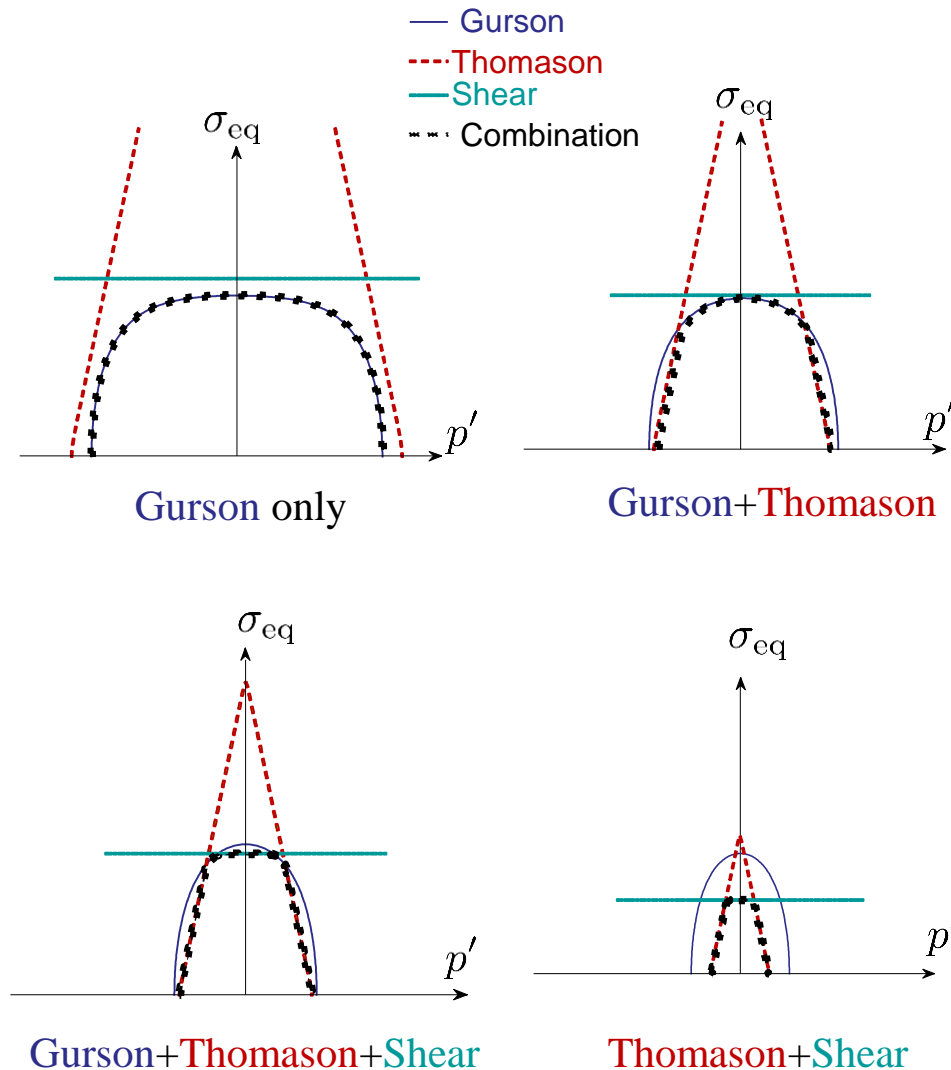 Gurson
Thomason
Shear
Combination
σeq
σeq
p′
p′
Gurson only
Gurson+Thomason
σeq
σeq
p′
p
Gurson+Thomason+Shear
Thomason+Shear